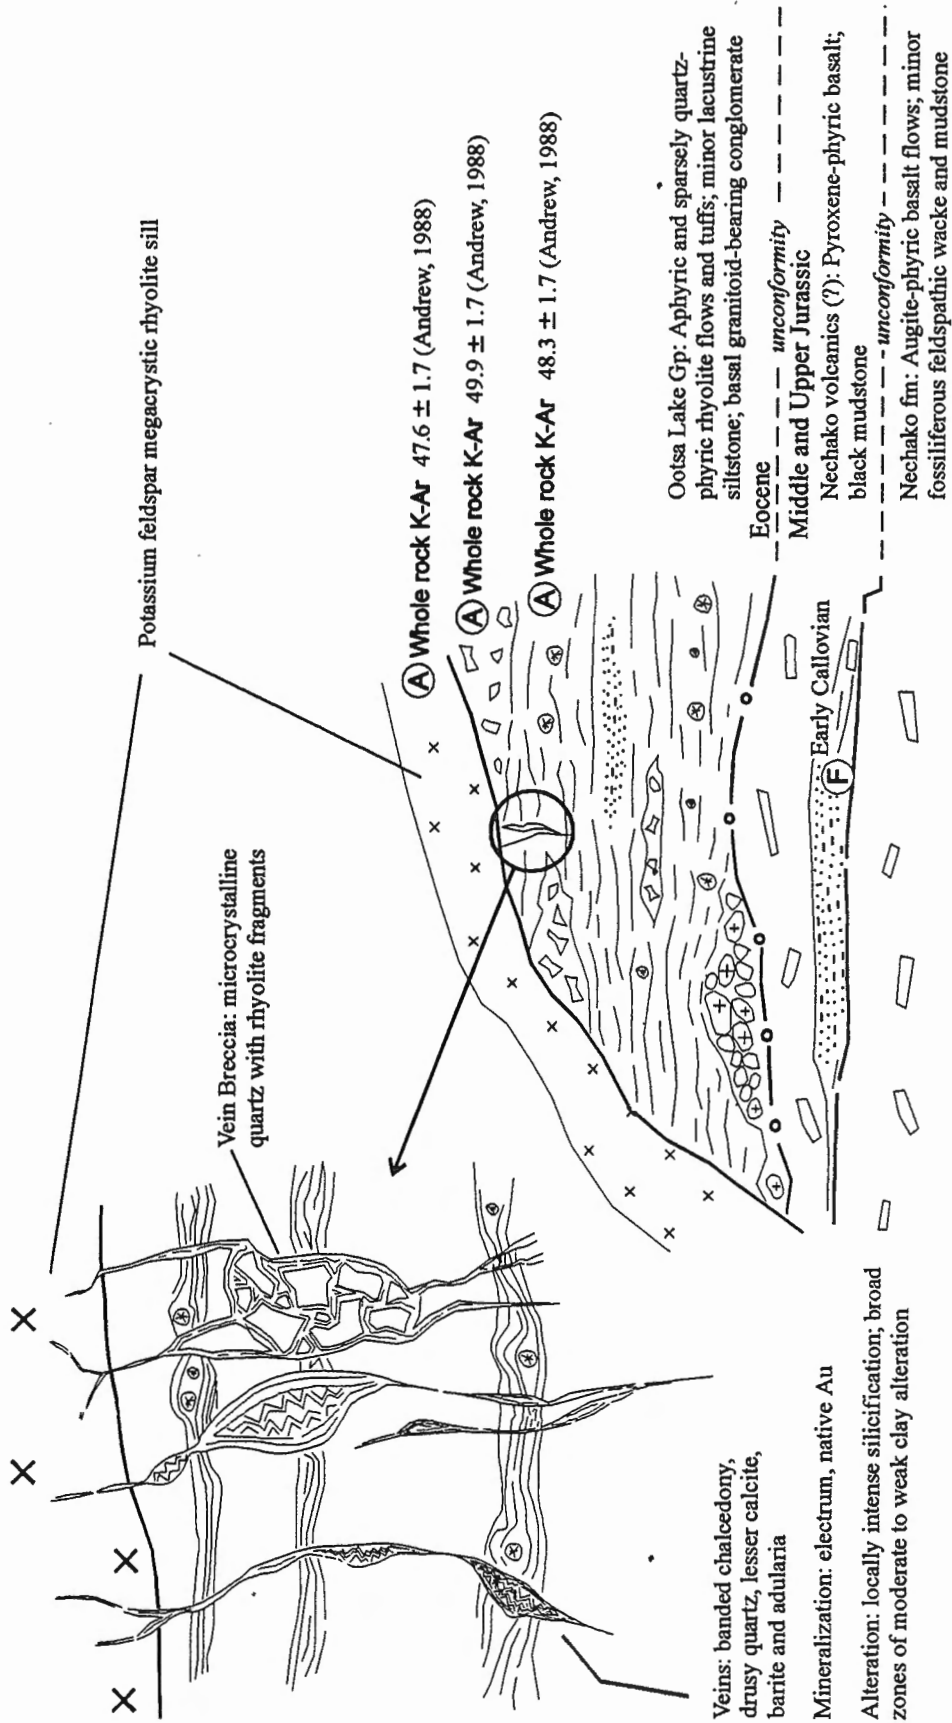 Potassium feldspar megacrystic rhyolite sill
Vein Breccia: microcrystalline
quartz with rhyolite fragments
Ⓐ Whole rock K-Ar 47.6 ± 1.7 (Andrew, 1988)
Ⓐ Whole rock K-Ar 49.9 ± 1.7 (Andrew, 1988)
Ⓐ Whole rock K-Ar 48.3 ± 1.7 (Andrew, 1988)
Ootsa Lake Gp: Aphyric and sparsely quartz-
phyric rhyolite flows and tuffs; minor lacustrine
siltstone; basal granitoid-bearing conglomerate
Eocene
unconformity
Middle and Upper Jurassic
Nechako volcanics (?): Pyroxene-phyric basalt;
black mudstone
unconformity
Nechako fm: Augite-phyric basalt flows; minor
fossiliferous feldspathic wacke and mudstone
Early Callovian
Ⓕ
Veins: banded chalcedony,
drusy quartz, lesser calcite,
barite and adularia
Mineralization: electrum, native Au
Alteration: locally intense silicification; broad
zones of moderate to weak clay alteration